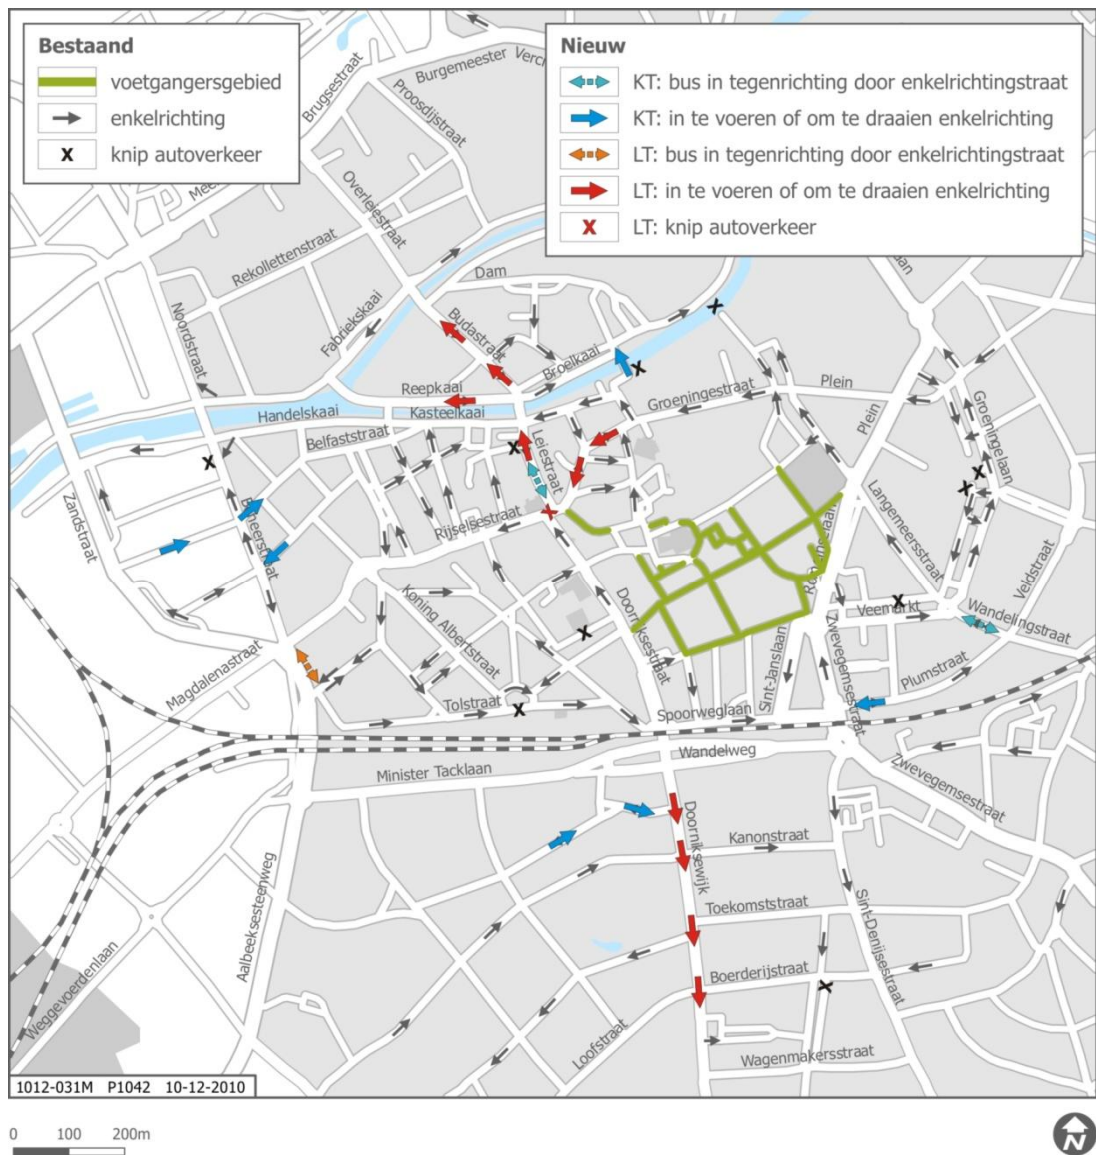 Bestaand
voetgangersgebied
enkelrichting
x knip autoverkeer
Nieuw
KT: bus in tegenrichting door enkelrichtingstraat
KT: in te voeren of om te draaien enkelrichting
LT: bus in tegenrichting door enkelrichtingstraat
LT: in te voeren of om te draaien enkelrichting
x LT: knip autoverkeer
Brugsestraat
Burgemeester Verc
Proosdijstraat
Overleiestraat
Rekollettenstraat
Noordstraat
Fabriekskaai
Dam
Budastraat
Broelkaai
Reepkaai
Handelskaai
Kasteelkaai
Belfaststraat
Groeningestraat
Plein
Plein
Groeningelaan
Leiestraat
Zandstraat
Beheerstraat
Rijselsestraat
Langemeersstraat
Veldstraat
Doorniksestraat
Koning Albertstraat
Veemarkt
Wandelingstraat
Magdalenastraat
Sint-Janslaan
Zwevegemsestraat
Plumstraat
Tolstraat
Spoorweglaan
Wandelweg
Minister Tacklaan
Zwevegemsestraat
Doorniksewijk
Kanonstraat
Aalbeeksesteenweg
Toekomststraat
Sint-Denijsestraat
Weggevoerdenlaan
Boerderijstraat
Loofstraat
Wagenmakersstraat
1012-031M P1042 10-12-2010
0 100 200m
N